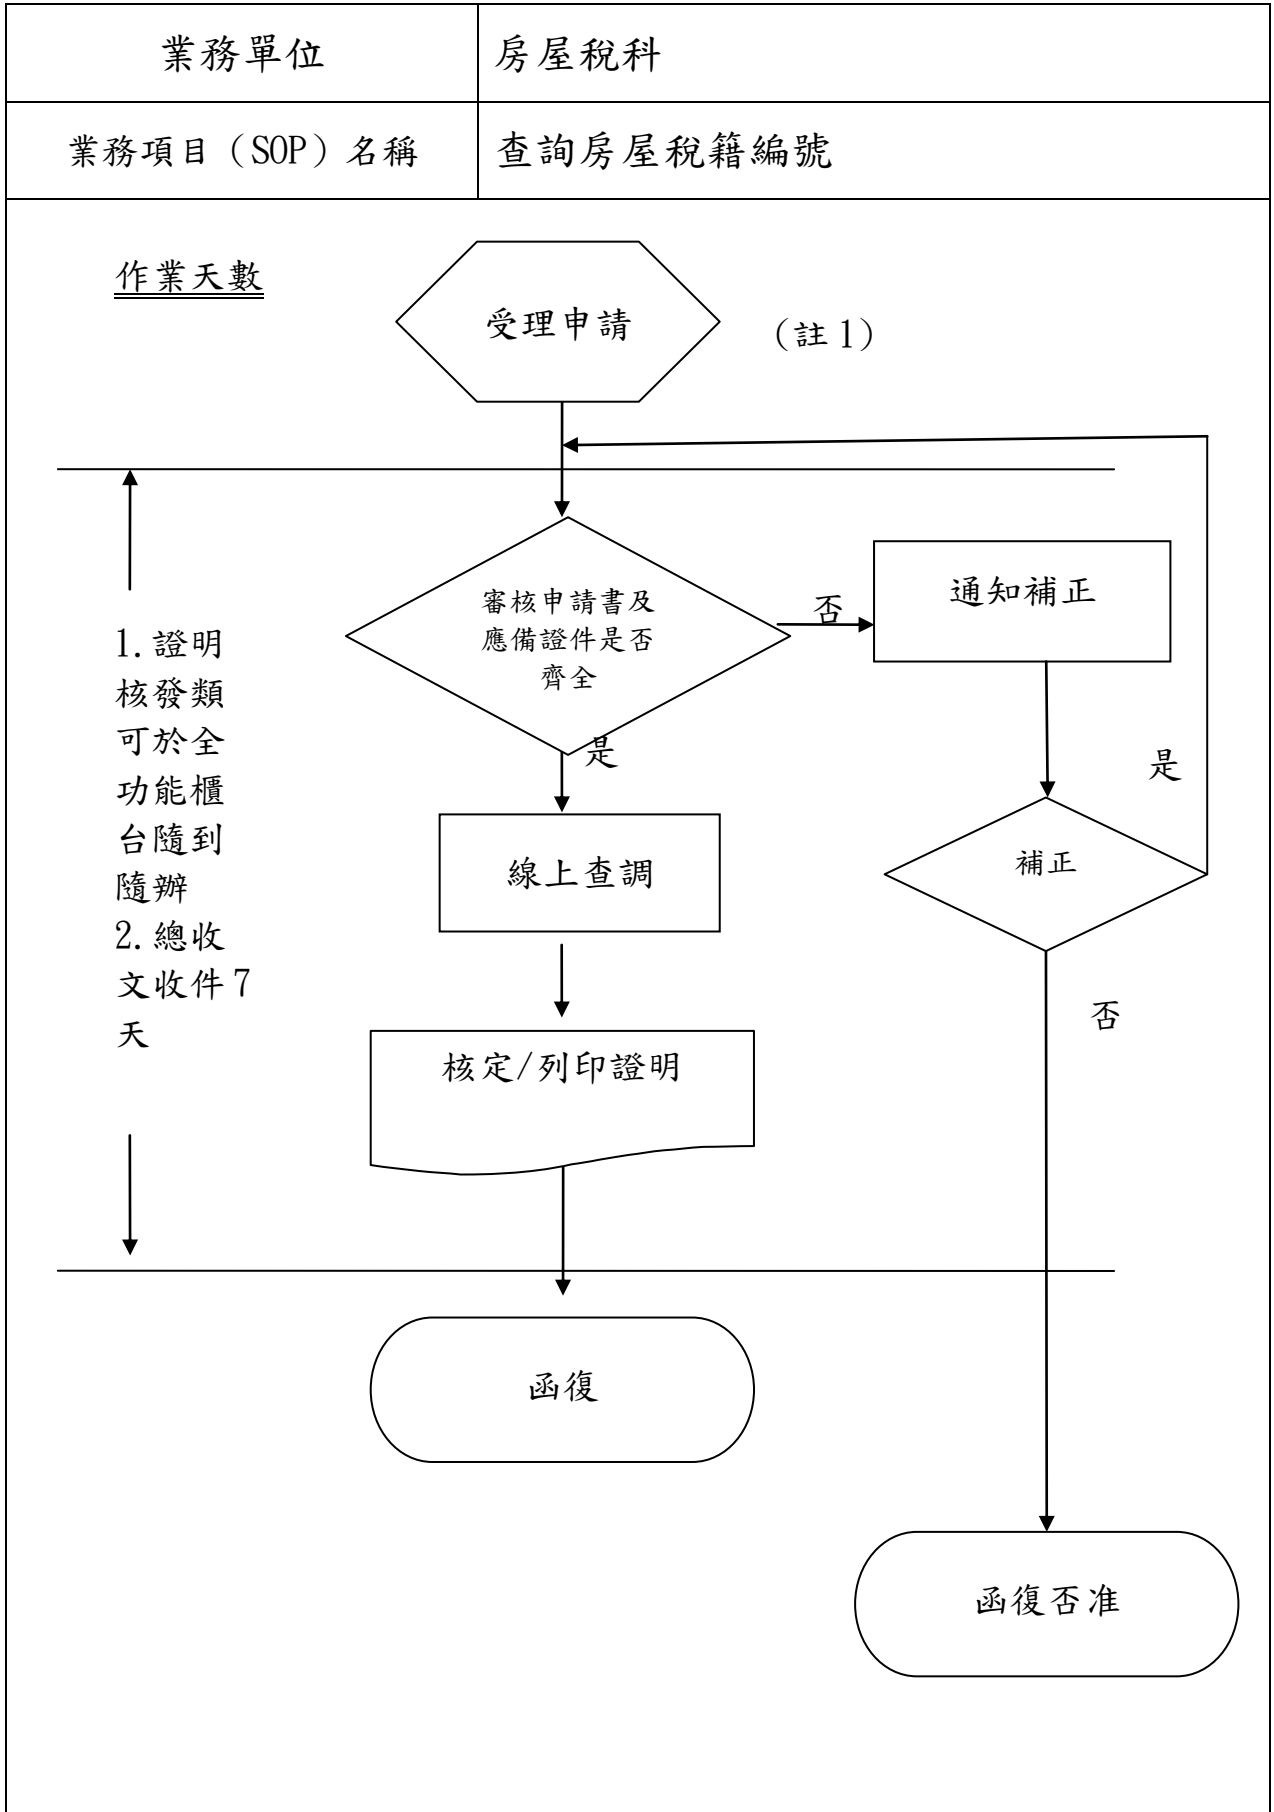 業務單位
房屋稅科
業務項目（SOP）名稱
查詢房屋稅籍編號
作業天數
受理申請
（註1）
審核申請書及
應備證件是否
齊全
否
通知補正
是
線上查調
補正
是
否
核定/列印證明
1. 證明
核發類
可於全
功能櫃
台隨到
隨辦
2. 總收
文收件7
天
函復
函復否准